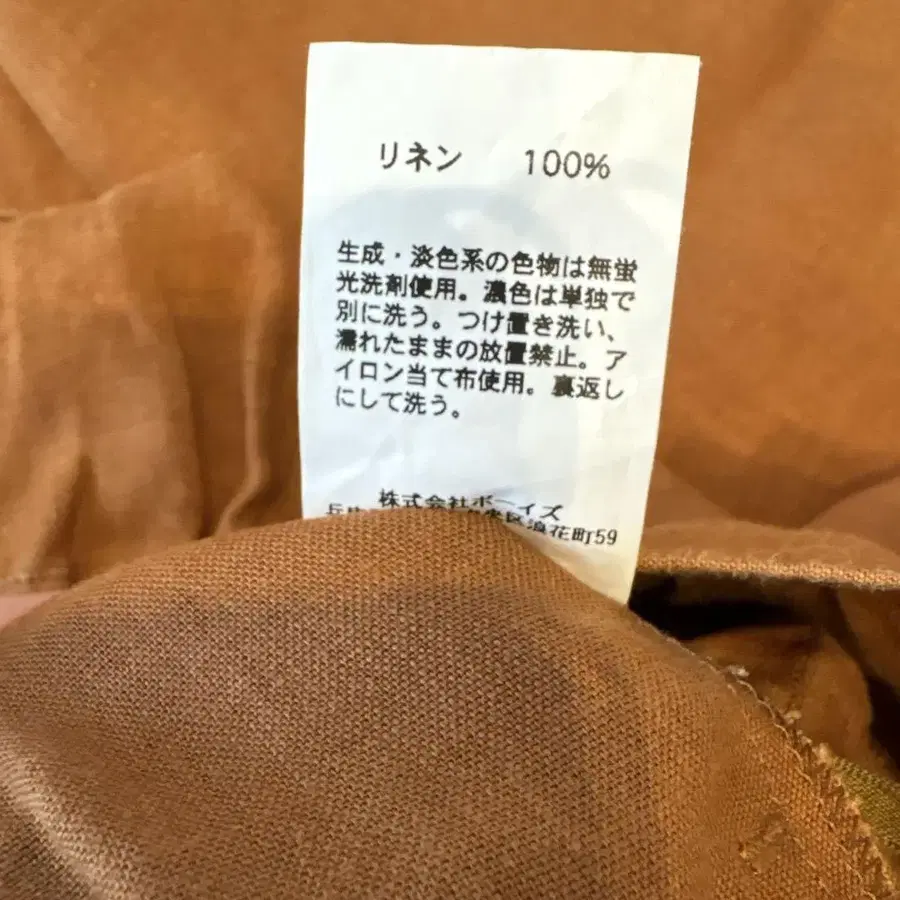 リネン 100%
生成・淡色系の色物は無蛍
光洗剤使用。濃色は単独で
別に洗う。つけ置き洗い、
濡れたままの放置禁止。ア
イロン当て布使用。裏返し
にして洗う。
株式会社ボーイズ
区浪花町59